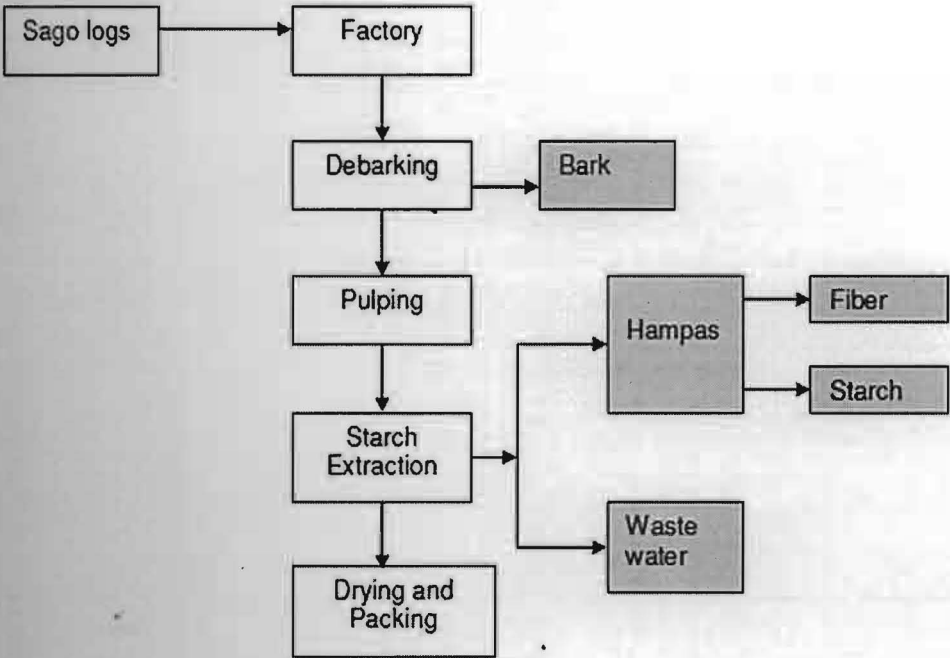 Sago logs
Factory
Debarking
Bark
Pulping
Hampas
Fiber
Starch
Starch
Extraction
Waste
water
Drying and
Packing